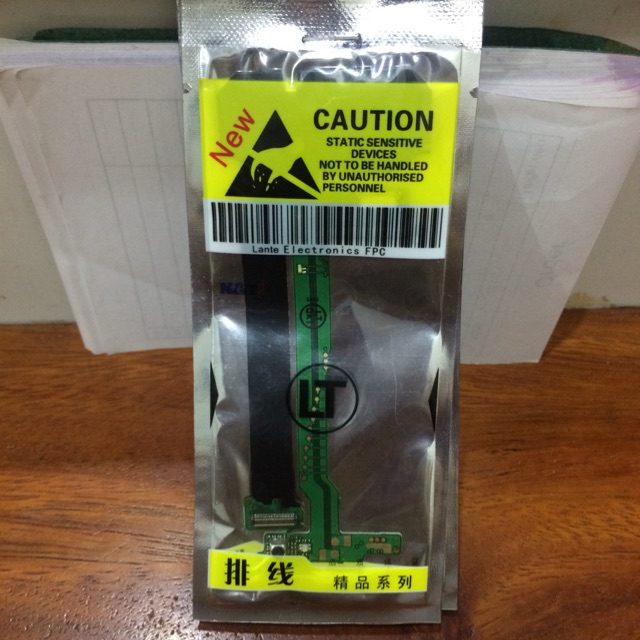 New
CAUTION
STATIC SENSITIVE
DEVICES
NOT TO BE HANDLED
BY UNAUTHORISED
PERSONNEL
Lante Electronics FPC
LT
排线
精品系列